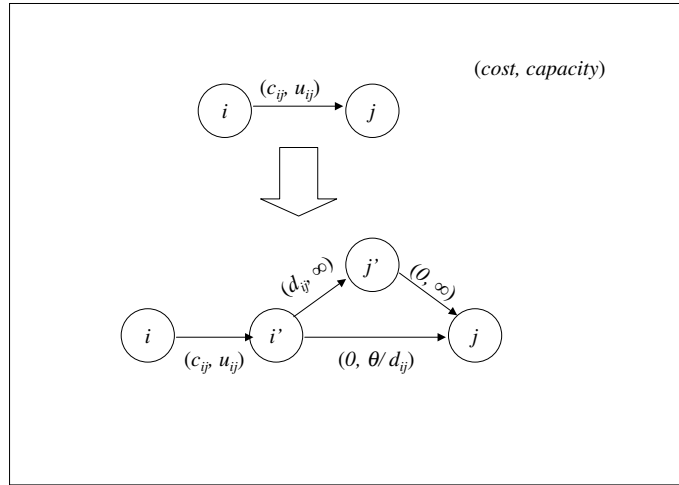 (cost, capacity)
(c_ij, u_ij)
i
j
j'
(d_ij, ∞)
(0, ∞)
i
i'
j
(c_ij, u_ij)
(0, θ/ d_ij)